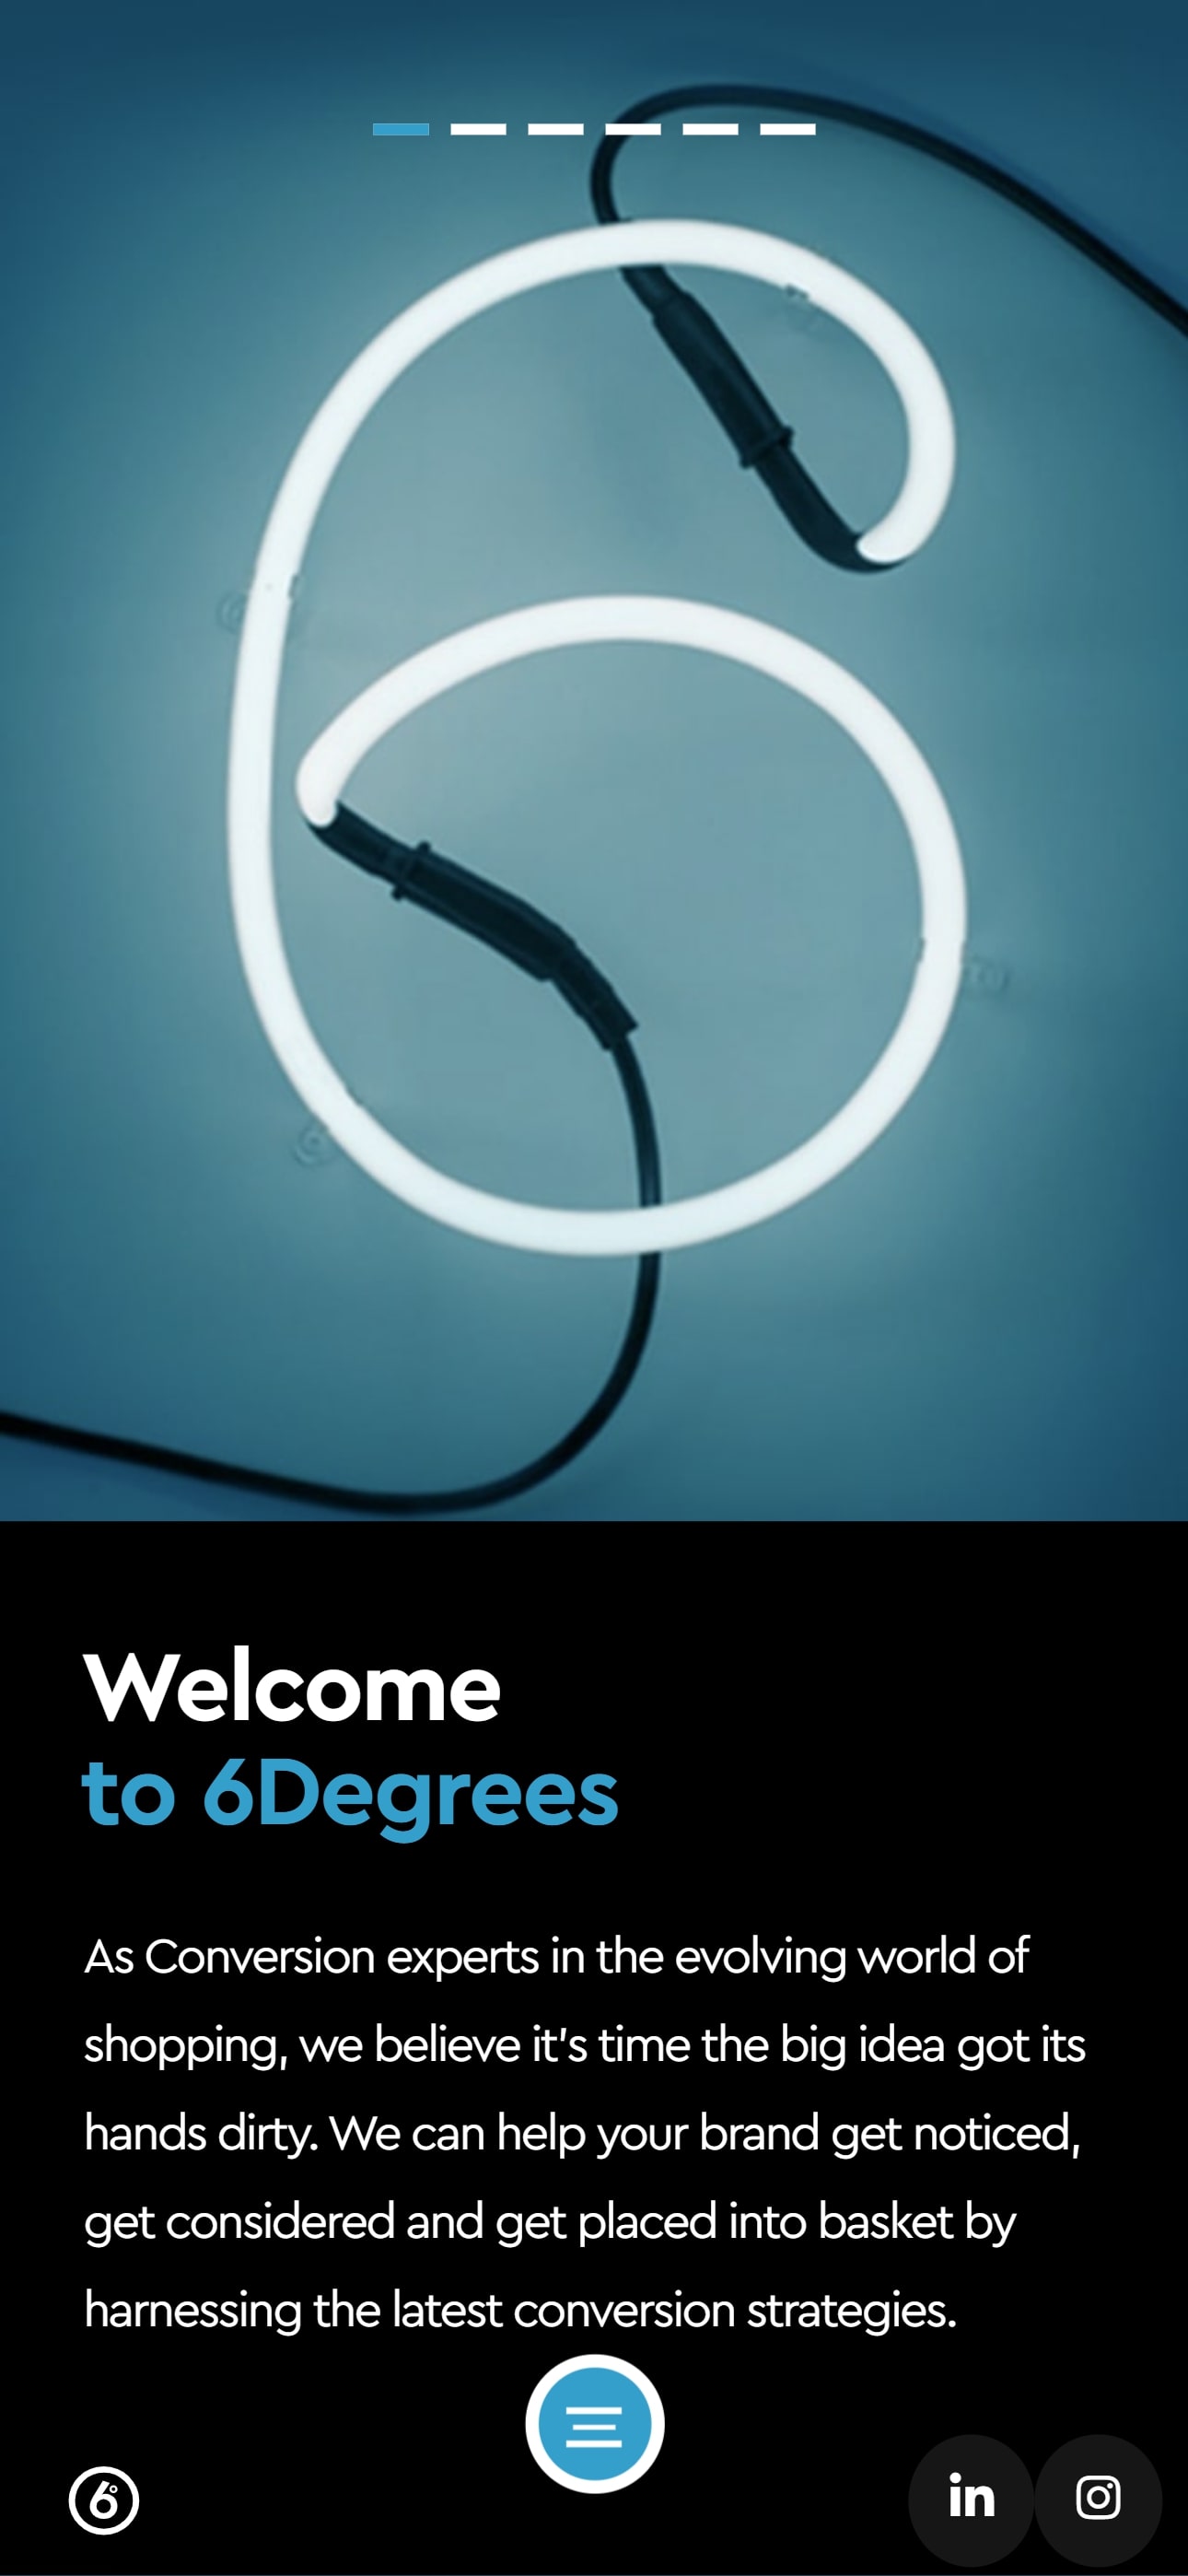 6
Welcome
to 6Degrees
As Conversion experts in the evolving world of
shopping, we believe it's time the big idea got its
hands dirty. We can help your brand get noticed,
get considered and get placed into basket by
harnessing the latest conversion strategies.
6°
in